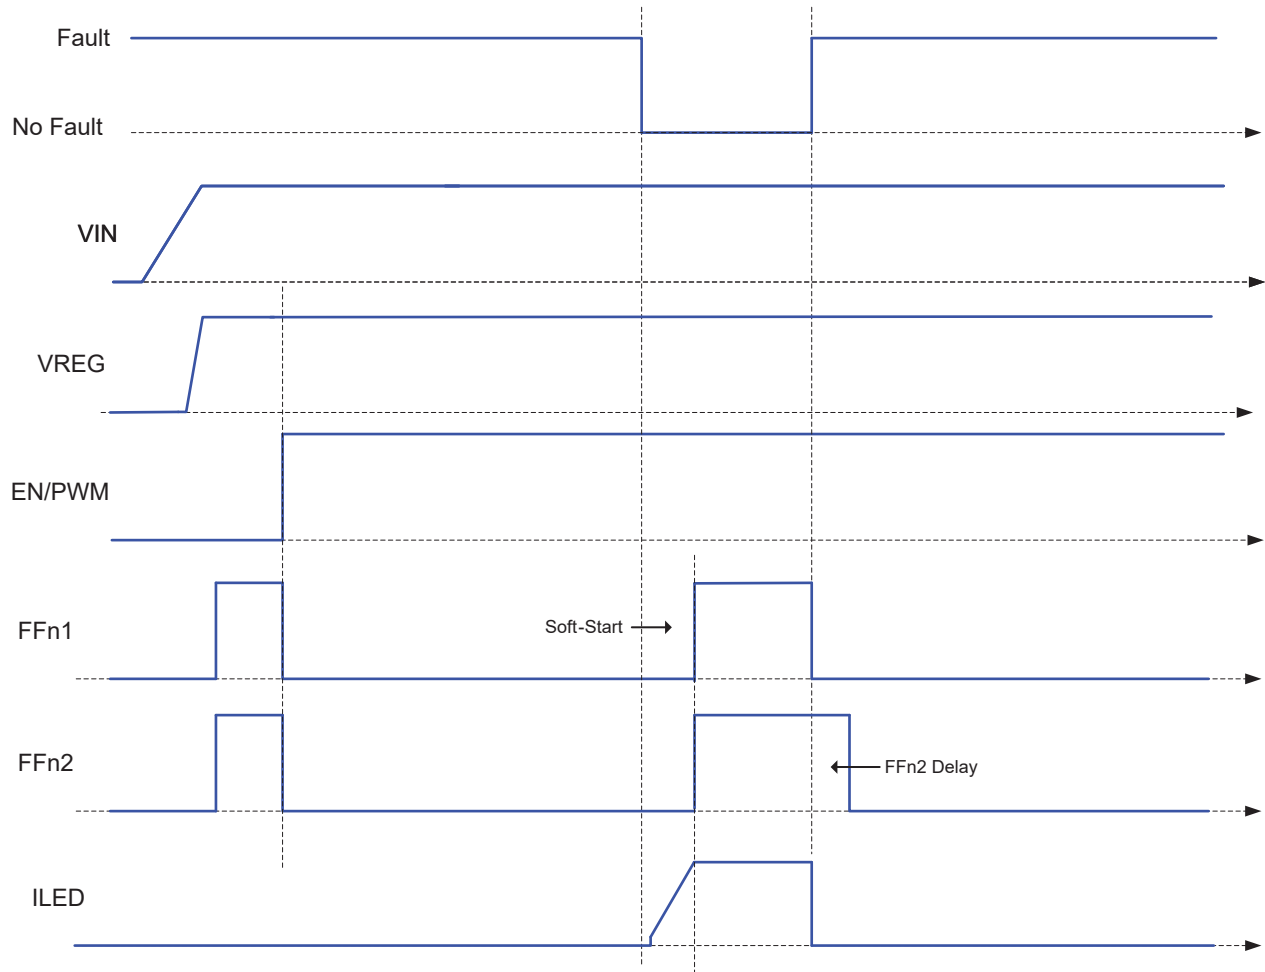 Fault
No Fault
VIN
VREG
EN/PWM
FFn1
Soft-Start
FFn2
FFn2 Delay
ILED